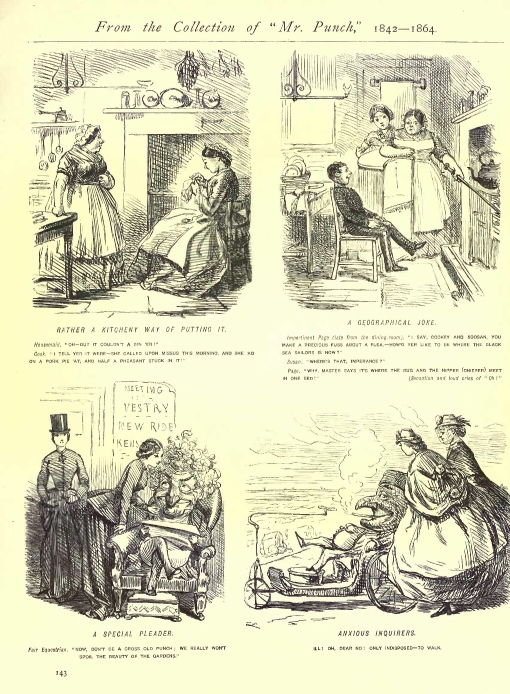 From the Collection of "Mr. Punch," 1842—1864.
RATHER A KITCHENY WAY OF PUTTING IT.
Housemaid. "OH—BUT IT COULDN'T A BIN 'ER!"
Cook. "I TELL YER IT WERE—SHE CALLED UPON MISSUS THIS MORNING, AND SHE 'AD
ON A PORK PIE 'AT, AND HALF A PHEASANT STUCK IN IT!"
A GEOGRAPHICAL JOKE.
Impertinent Page (late from the dining-room). "I SAY, COOKEY AND SOOSAN, YOU
MAKE A PRECIOUS FUSS ABOUT A FLEA,—HOW'D YER LIKE TO BE WHERE THE BLACK
SEA SAILORS IS NOW?"
Susan. "WHERE'S THAT, IMPERANCE?"
Page. "WHY, MASTER SAYS IT'S WHERE THE BUG AND THE NEPPER (DNIEPER) MEET
IN ONE BED!" [Sensation and loud cries of "Oh!"
MEETING
VESTRY
NEW RIDE
KENS
A SPECIAL PLEADER.
Fair Equestrian. "NOW, DON'T BE A CROSS OLD PUNCH; WE REALLY WON'T
SPOIL THE BEAUTY OF THE GARDENS."
ANXIOUS INQUIRERS.
ILL! OH, DEAR NO! ONLY INDISPOSED—TO WALK.
143